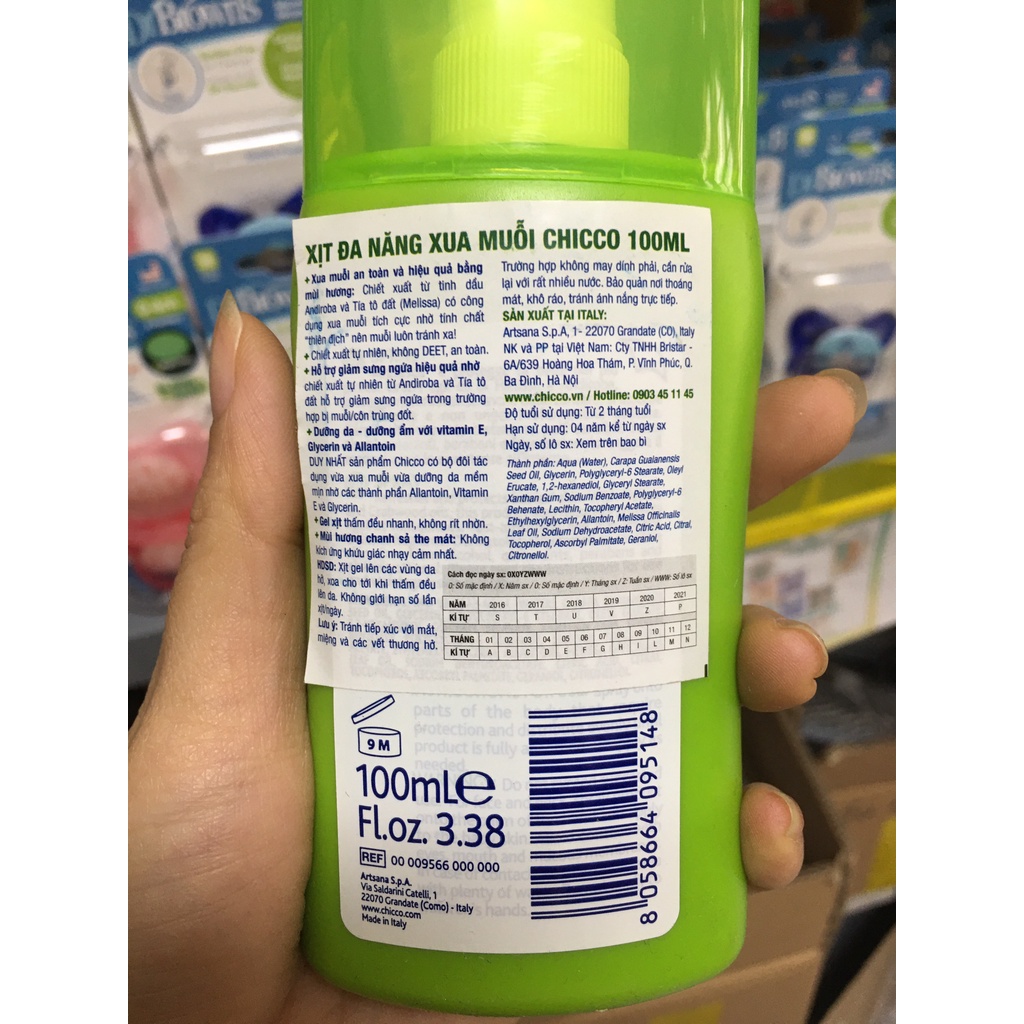 Dr Brown's
XỊT ĐA NĂNG XUA MUỖI CHICCO 100ML
+ Xua muỗi an toàn và hiệu quả bằng
mùi hương: Chiết xuất từ tinh dầu
Andiroba và Tía tô đất (Melissa) có công
dụng xua muỗi tích cực nhờ tính chất
"thiên địch" nên muỗi luôn tránh xa!
+ Chiết xuất tự nhiên, không DEET, an toàn.
+ Hỗ trợ giảm sưng ngứa hiệu quả nhờ
chiết xuất tự nhiên từ Andiroba và Tía tô
đất hỗ trợ giảm sưng ngứa trong trường
hợp bị muỗi/côn trùng đốt.
+ Dưỡng da - dưỡng ẩm với vitamin E,
Glycerin và Allantoin
DUY NHẤT sản phẩm Chicco có bộ đôi tác
dụng vừa xua muỗi vừa dưỡng da mềm
mịn nhờ các thành phần Allantoin, Vitamin
E và Glycerin.
+ Gel xịt thấm đều nhanh, không rít nhờn.
+ Mùi hương chanh sả the mát: Không
kích ứng khứu giác nhạy cảm nhất.
HDSD: Xịt gel lên các vùng da
hở, xoa cho tới khi thấm đều
lên da. Không giới hạn số lần
xịt/ngày.
Lưu ý: Tránh tiếp xúc với mắt,
miệng và các vết thương hở.
Trường hợp không may dính phải, cần rửa
lại với rất nhiều nước. Bảo quản nơi thoáng
mát, khô ráo, tránh ánh nắng trực tiếp.
SẢN XUẤT TẠI ITALY:
Artsana S.p.A, 1- 22070 Grandate (CO), Italy
NK và PP tại Việt Nam: Cty TNHH Bristar -
6A/639 Hoàng Hoa Thám, P. Vĩnh Phúc, Q.
Ba Đình, Hà Nội
www.chicco.vn / Hotline: 0903 45 11 45
Độ tuổi sử dụng: Từ 2 tháng tuổi
Hạn sử dụng: 04 năm kể từ ngày sx
Ngày, số lô sx: Xem trên bao bì
Thành phần: Aqua (Water), Carapa Guaianensis
Seed Oil, Glycerin, Polyglyceryl-6 Stearate, Oleyl
Erucate, 1,2-hexanediol, Glyceryl Stearate,
Xanthan Gum, Sodium Benzoate, Polyglyceryl-6
Behenate, Lecithin, Tocopheryl Acetate,
Ethylhexylglycerin, Allantoin, Melissa Officinalis
Leaf Oil, Sodium Dehydroacetate, Citric Acid, Citral,
Tocopherol, Ascorbyl Palmitate, Geraniol,
Citronellol.
Cách đọc ngày sx: 0X0YZWWW
0: Số mặc định / X: Năm sx / 0: Số mặc định / Y: Tháng sx / Z: Tuần sx / WWW: Số lô sx
NĂM 2016 2017 2018 2019 2020 2021
KÍ TỰ S T U V Z P
THÁNG 01 02 03 04 05 06 07 08 09 10 11 12
KÍ TỰ A B C D E F G H I L M N
9 M
100mL℮
Fl.oz. 3.38
REF 00 009566 000 000
Artsana S.p.A.
Via Saldarini Catelli, 1
22070 Grandate (Como) - Italy
www.chicco.com
Made in Italy
8 058664 095148